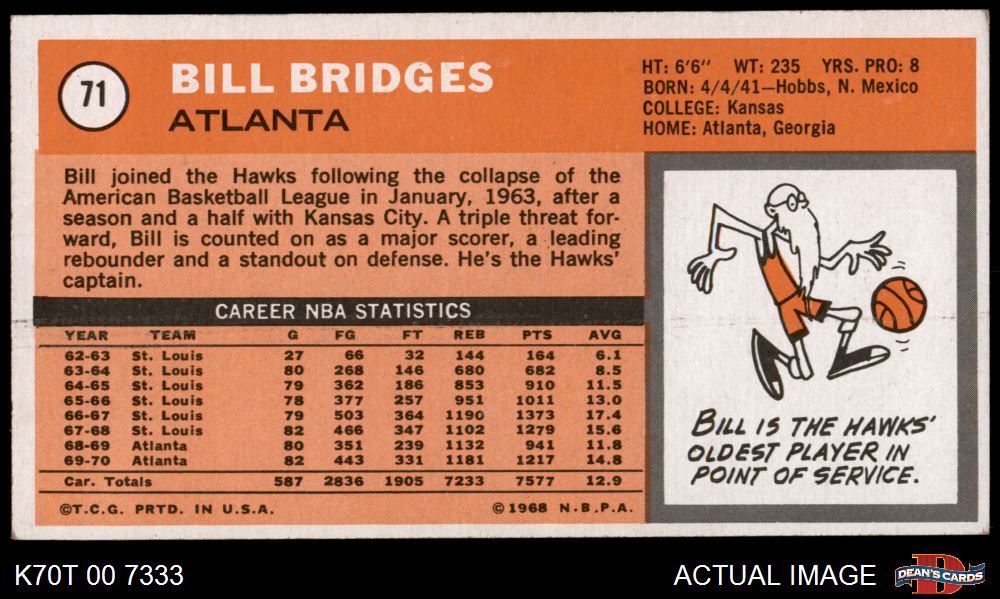 71
BILL BRIDGES
ATLANTA
HT: 6'6" WT: 235 YRS. PRO: 8
BORN: 4/4/41—Hobbs, N. Mexico
COLLEGE: Kansas
HOME: Atlanta, Georgia
Bill joined the Hawks following the collapse of the
American Basketball League in January, 1963, after a
season and a half with Kansas City. A triple threat for-
ward, Bill is counted on as a major scorer, a leading
rebounder and a standout on defense. He's the Hawks'
captain.
CAREER NBA STATISTICS
YEAR TEAM G FG FT REB PTS AVG
62-63 St. Louis 27 66 32 144 164 6.1
63-64 St. Louis 80 268 146 680 682 8.5
64-65 St. Louis 79 362 186 853 910 11.5
65-66 St. Louis 78 377 257 951 1011 13.0
66-67 St. Louis 79 503 364 1190 1373 17.4
67-68 St. Louis 82 466 347 1102 1279 15.6
68-69 Atlanta 80 351 239 1132 941 11.8
69-70 Atlanta 82 443 331 1181 1217 14.8
Car. Totals 587 2836 1905 7233 7577 12.9
©T.C.G. PRTD. IN U.S.A. ©1968 N.B.P.A.
BILL IS THE HAWKS'
OLDEST PLAYER IN
POINT OF SERVICE.
K70T 00 7333
ACTUAL IMAGE
D
DEAN'S CARDS